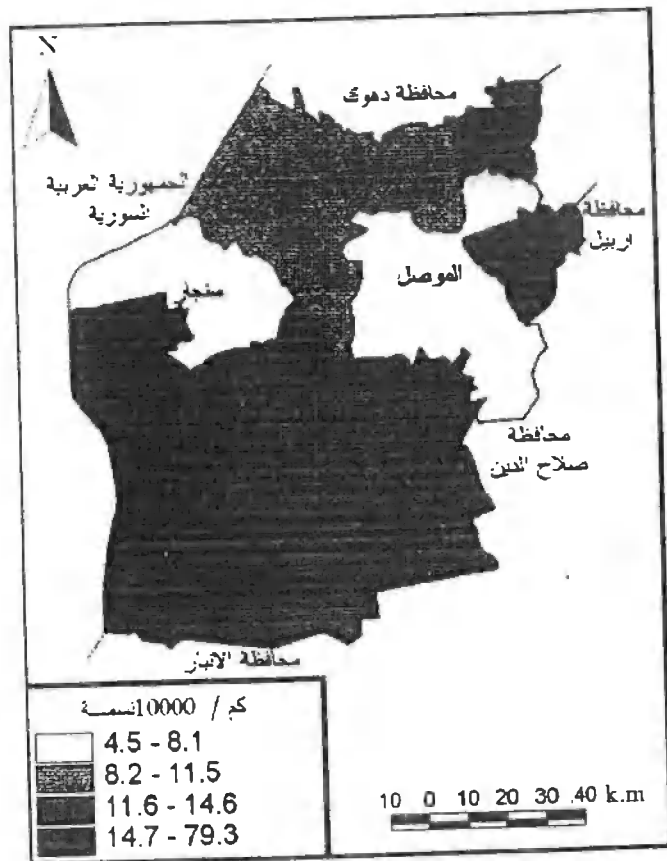 N
محافظة دهوك
الجمهورية العربية
السورية
محافظة
اربيل
سنجار
الموصل
محافظة
صلاح الدين
محافظة الانبار
كم / 10000نسمة
4.5 - 8.1
8.2 - 11.5
11.6 - 14.6
14.7 - 79.3
10 0 10 20 30 40 k.m